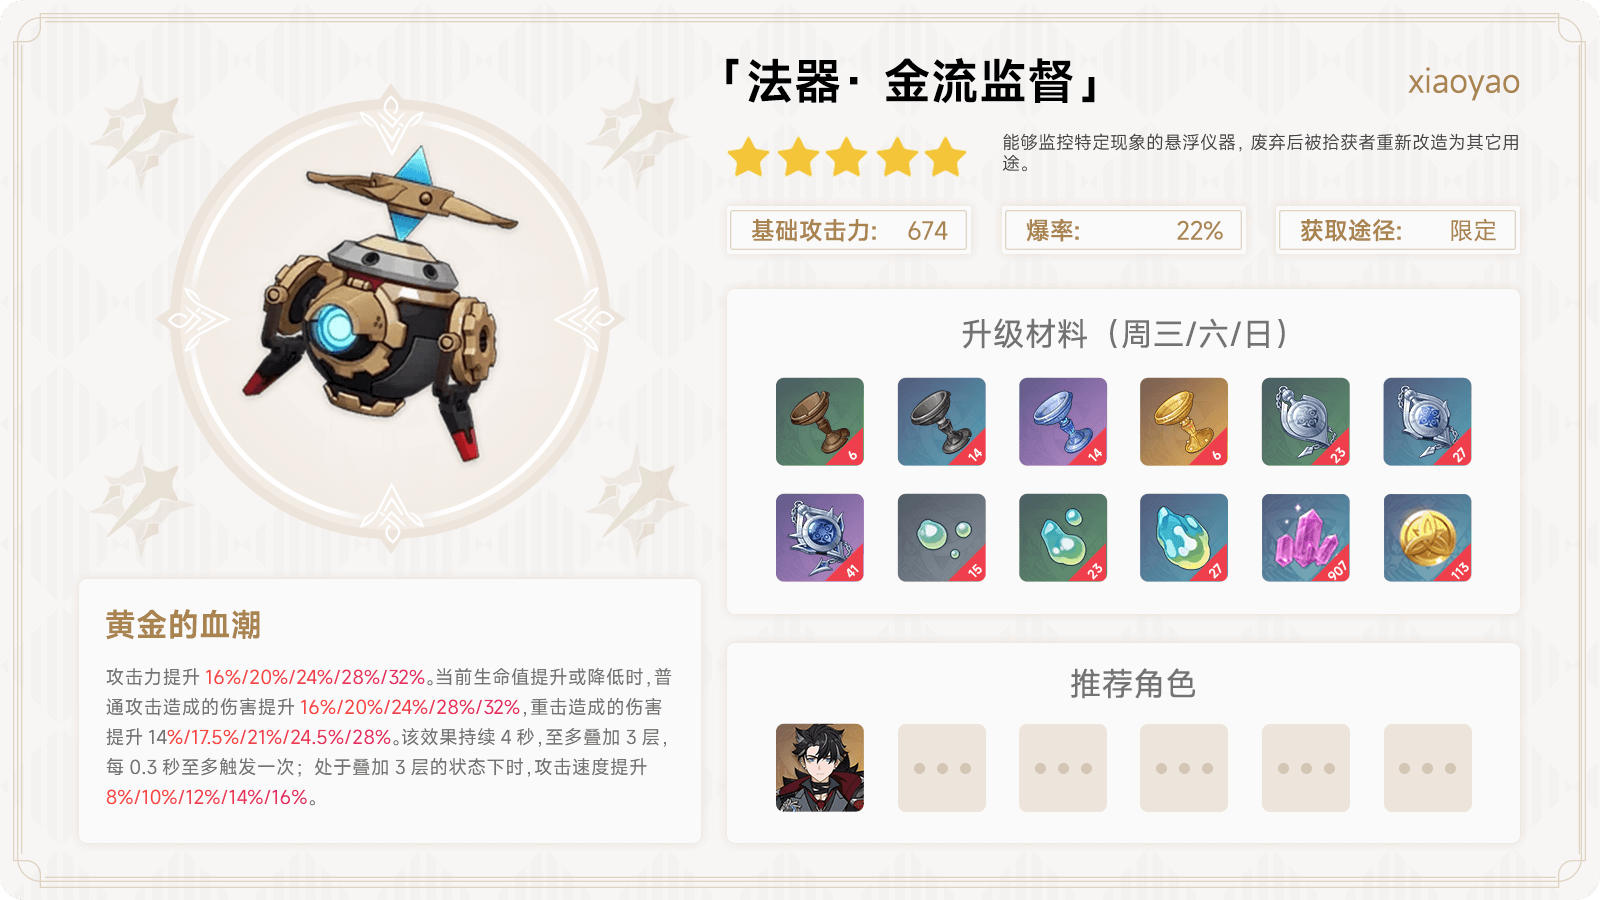 「法器· 金流监督」
xiaoyao
能够监控特定现象的悬浮仪器，废弃后被拾获者重新改造为其它用
途。
基础攻击力: 674
爆率: 22%
获取途径: 限定
升级材料（周三/六/日）
6 14 14 6 23 27
41 15 23 27 907 113
黄金的血潮
攻击力提升 16%/20%/24%/28%/32%。当前生命值提升或降低时，普
通攻击造成的伤害提升 16%/20%/24%/28%/32%，重击造成的伤害
提升 14%/17.5%/21%/24.5%/28%。该效果持续 4 秒，至多叠加 3 层，
每 0.3 秒至多触发一次；处于叠加 3 层的状态下时，攻击速度提升
8%/10%/12%/14%/16%。
推荐角色